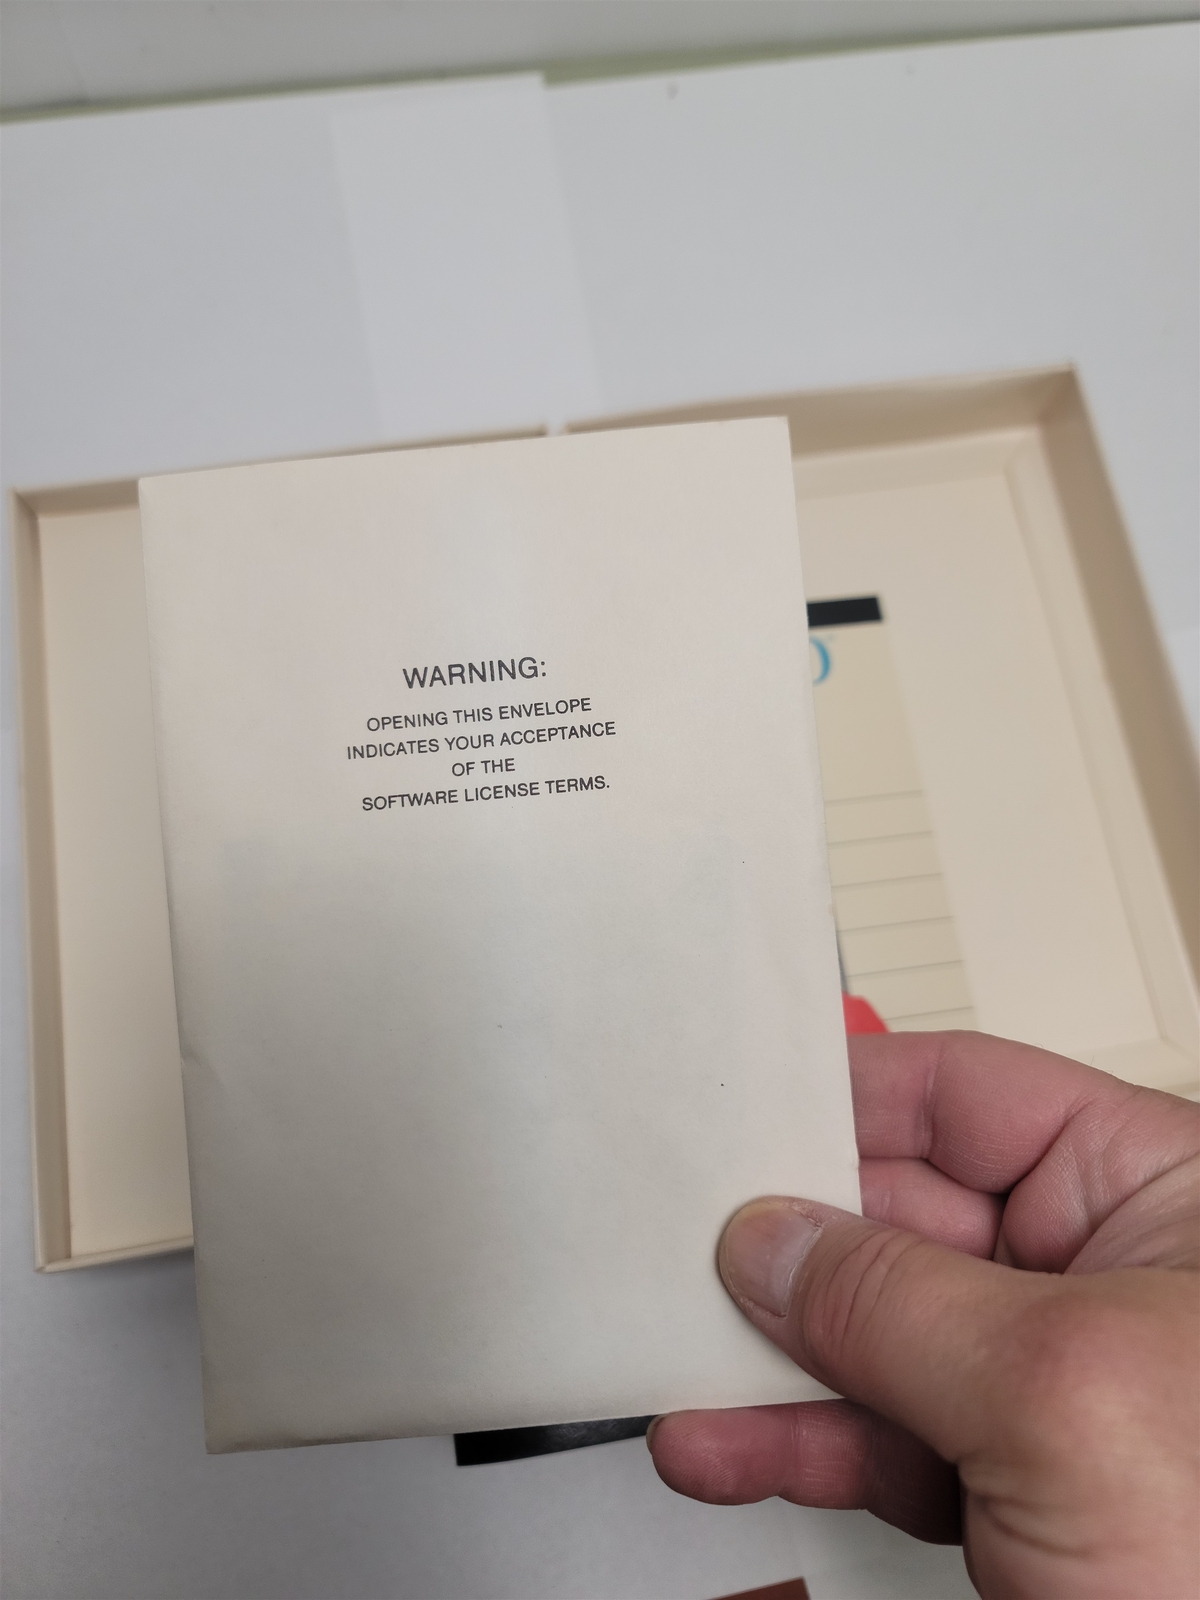 WARNING:
OPENING THIS ENVELOPE
INDICATES YOUR ACCEPTANCE
OF THE
SOFTWARE LICENSE TERMS.